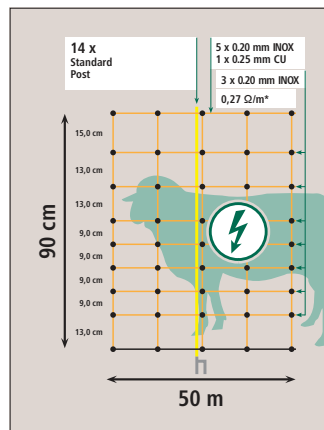 14 x
Standard
Post
5 x 0.20 mm INOX
1 x 0.25 mm CU
3 x 0.20 mm INOX
0,27 Ω/m*
90 cm
15,0 cm
13,0 cm
13,0 cm
9,0 cm
9,0 cm
9,0 cm
9,0 cm
13,0 cm
50 m